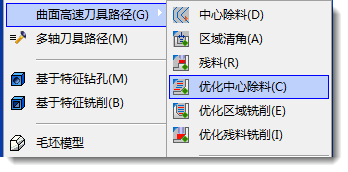 曲面高速刀具路径(G)
多轴刀具路径(M)
基于特征钻孔(M)
基于特征铣削(B)
毛坯模型
中心除料(D)
区域清角(A)
残料(R)
优化中心除料(C)
优化区域铣削(E)
优化残料铣削(I)